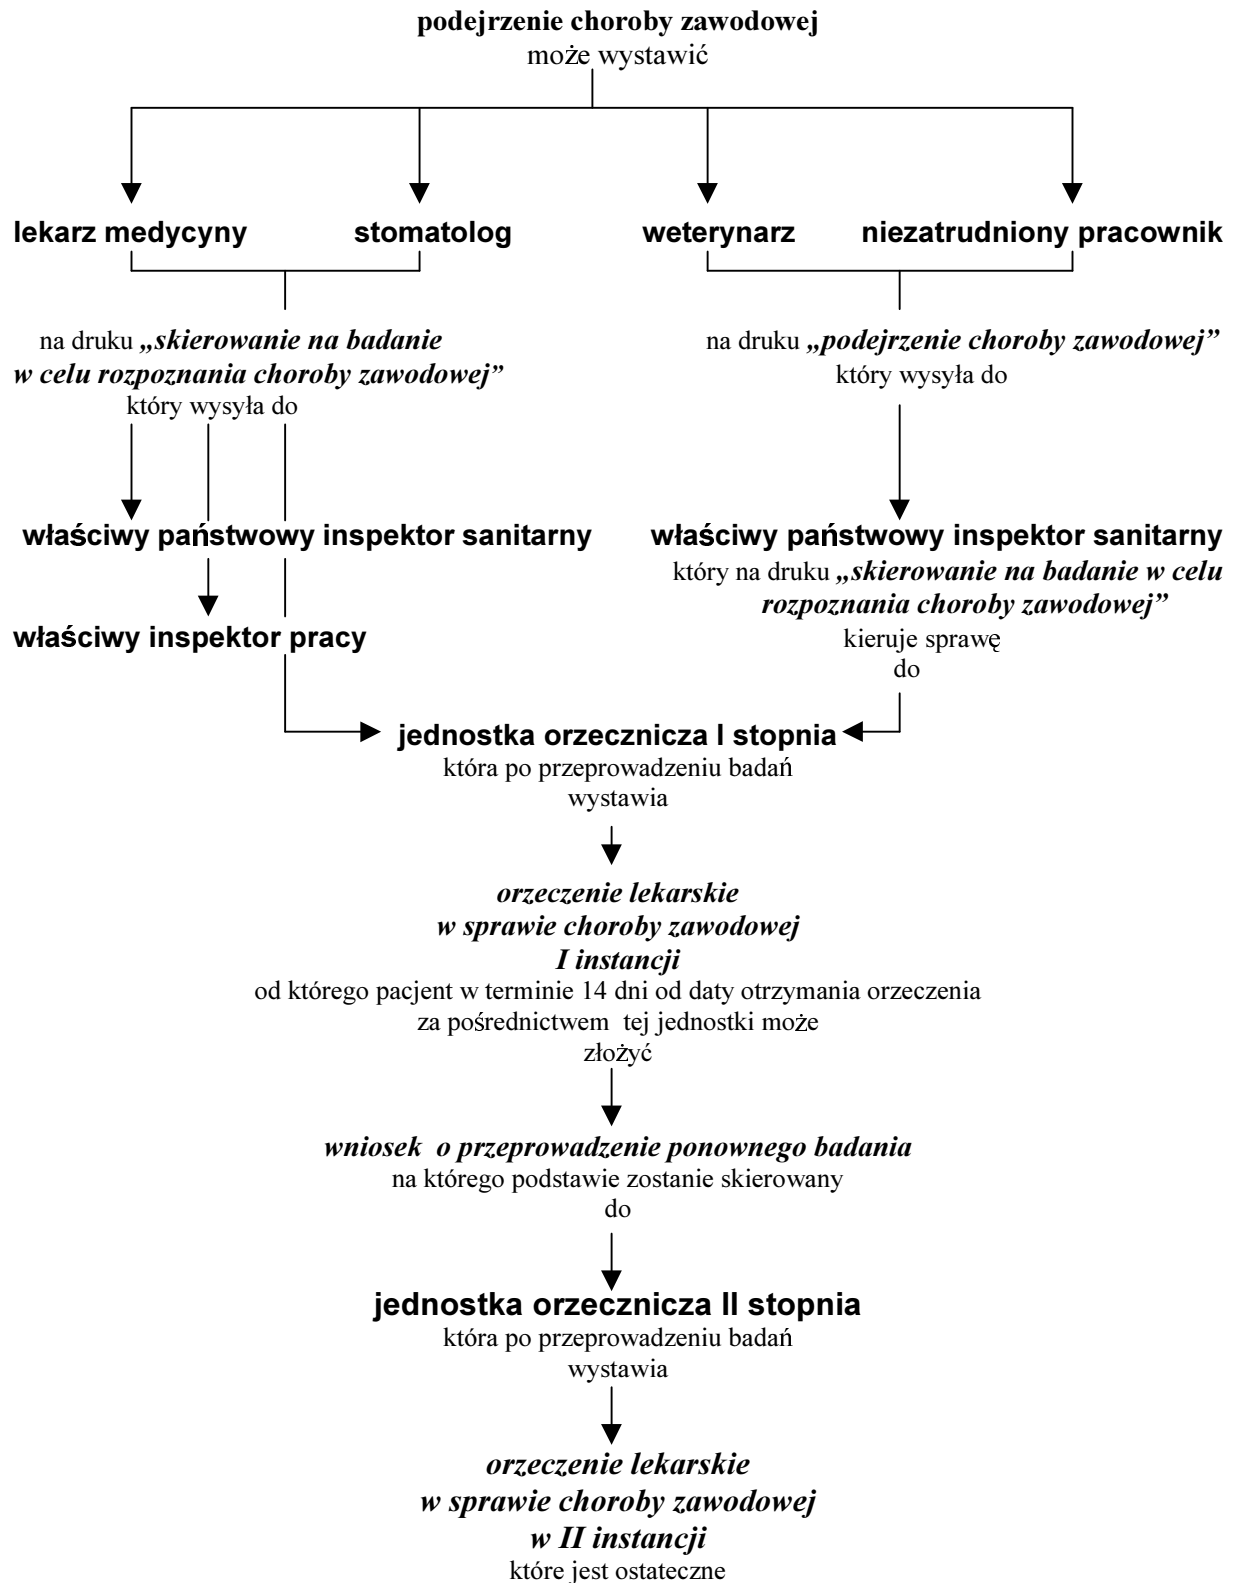 podejrzenie choroby zawodowej
może wystawić
lekarz medycyny
stomatolog
weterynarz
niezatrudniony pracownik
na druku „skierowanie na badanie
w celu rozpoznania choroby zawodowej”
który wysyła do
na druku „podejrzenie choroby zawodowej”
który wysyła do
właściwy państwowy inspektor sanitarny
właściwy inspektor pracy
właściwy państwowy inspektor sanitarny
który na druku „skierowanie na badanie w celu
rozpoznania choroby zawodowej”
kieruje sprawę
do
jednostka orzecznicza I stopnia
która po przeprowadzeniu badań
wystawia
orzeczenie lekarskie
w sprawie choroby zawodowej
I instancji
od którego pacjent w terminie 14 dni od daty otrzymania orzeczenia
za pośrednictwem tej jednostki może
złożyć
wniosek o przeprowadzenie ponownego badania
na którego podstawie zostanie skierowany
do
jednostka orzecznicza II stopnia
która po przeprowadzeniu badań
wystawia
orzeczenie lekarskie
w sprawie choroby zawodowej
w II instancji
które jest ostateczne